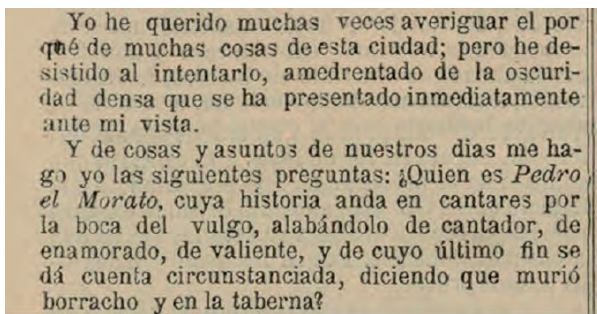 Yo he querido muchas veces averiguar el por
qué de muchas cosas de esta ciudad; pero he de-
sistido al intentarlo, amedrentado de la oscuri-
dad densa que se ha presentado inmediatamente
ante mi vista.
Y de cosas y asuntos de nuestros dias me ha-
go yo las siguientes preguntas: ¿Quien es Pedro
el Morato, cuya historia anda en cantares por
la boca del vulgo, alabándolo de cantador, de
enamorado, de valiente, y de cuyo último fin se
dá cuenta circunstanciada, diciendo que murió
borracho y en la taberna?